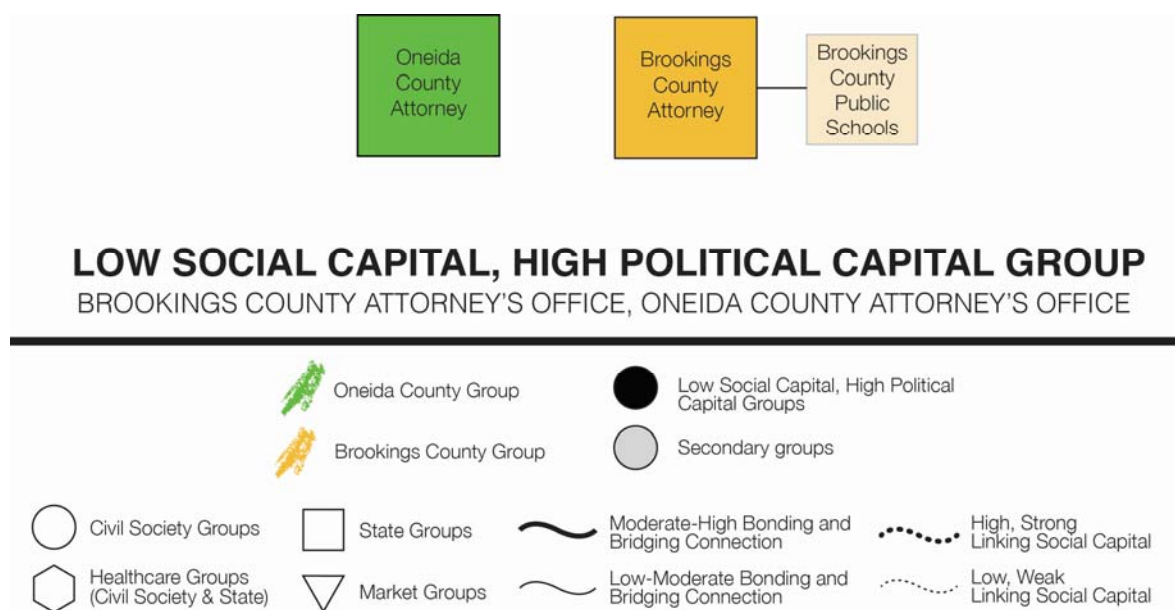 Oneida
County
Attorney
Brookings
County
Attorney
Brookings
County
Public
Schools
LOW SOCIAL CAPITAL, HIGH POLITICAL CAPITAL GROUP
BROOKINGS COUNTY ATTORNEY'S OFFICE, ONEIDA COUNTY ATTORNEY'S OFFICE
Oneida County Group
Low Social Capital, High Political
Capital Groups
Brookings County Group
Secondary groups
Civil Society Groups
State Groups
Moderate-High Bonding and
Bridging Connection
High, Strong
Linking Social Capital
Healthcare Groups
(Civil Society & State)
Market Groups
Low-Moderate Bonding and
Bridging Connection
Low, Weak
Linking Social Capital